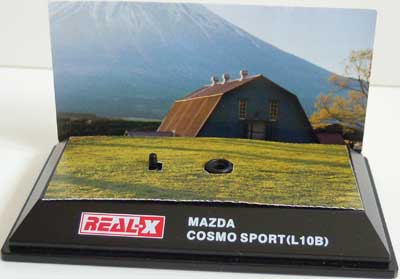 REAL-X
MAZDA
COSMO SPORT(L10B)